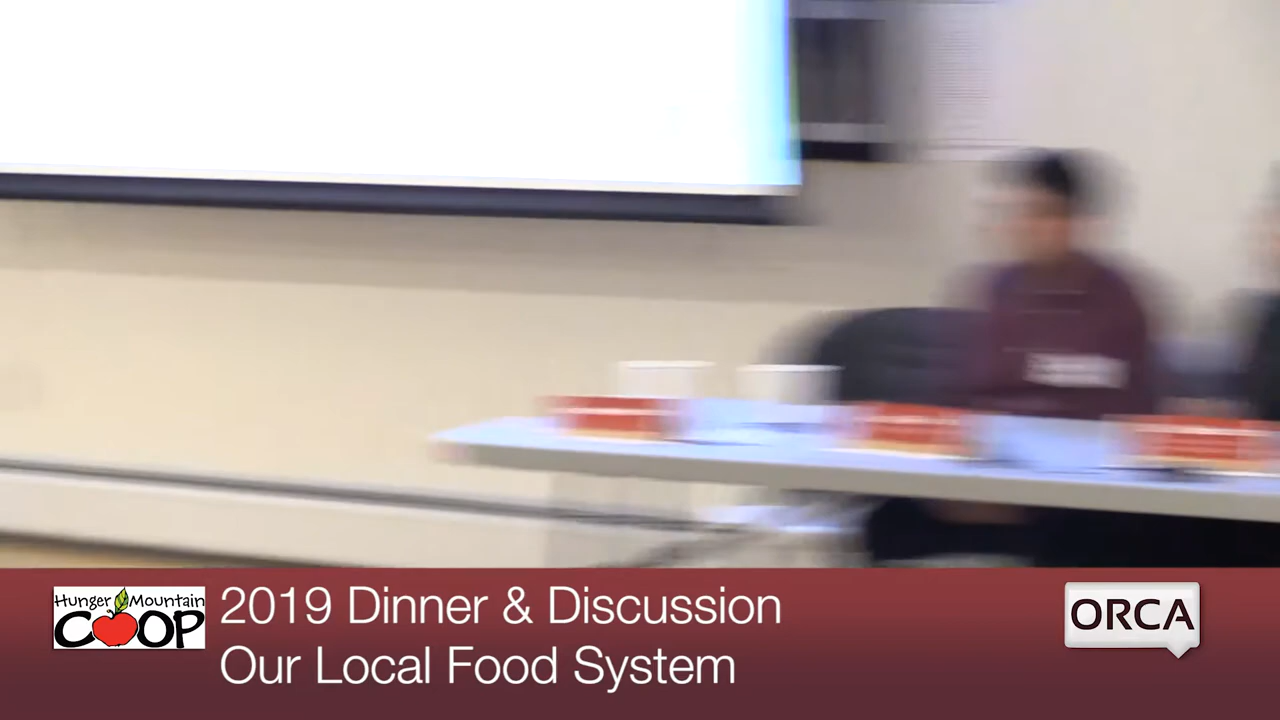 Hunger Mountain
COOP
2019 Dinner & Discussion
Our Local Food System
ORCA